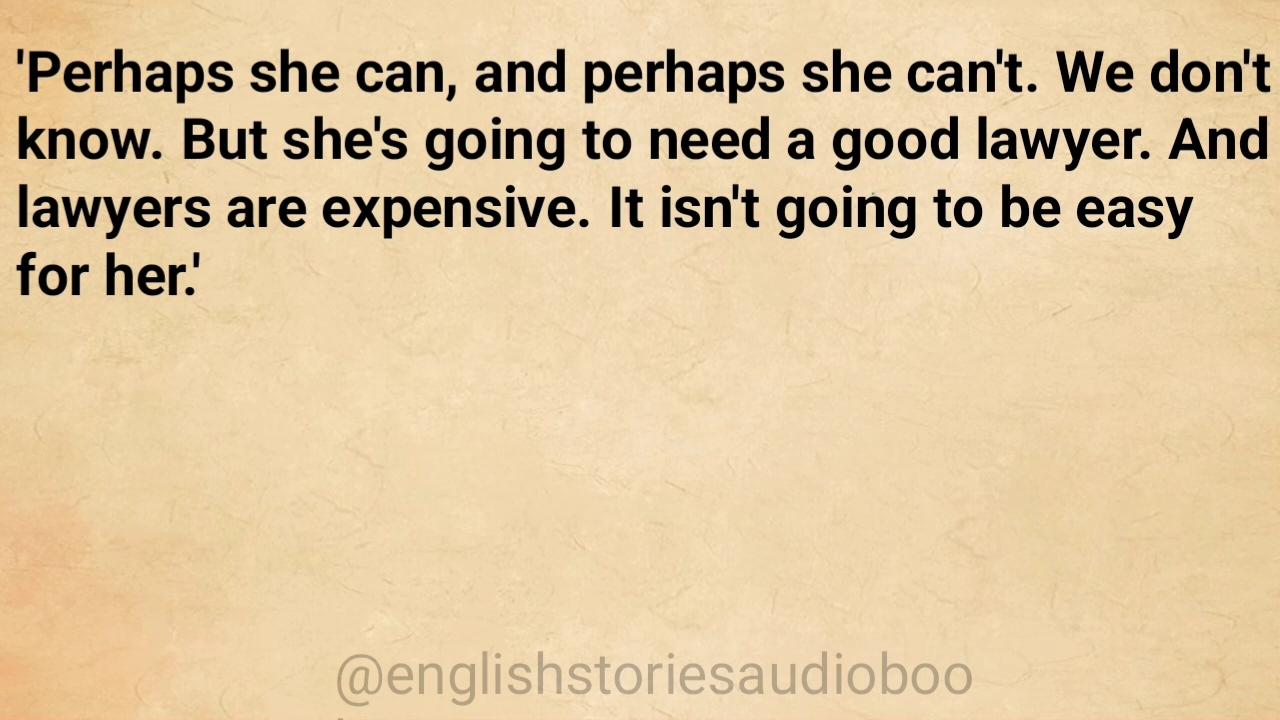 'Perhaps she can, and perhaps she can't. We don't
know. But she's going to need a good lawyer. And
lawyers are expensive. It isn't going to be easy
for her.'
@englishstoriesaudioboo